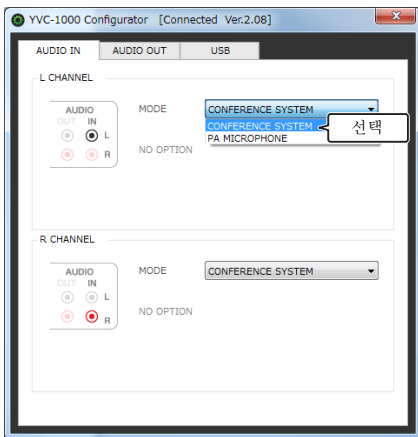 YVC-1000 Configurator [Connected Ver.2.08]
AUDIO IN AUDIO OUT USB
L CHANNEL
AUDIO
OUT IN
L
R
MODE CONFERENCE SYSTEM
CONFERENCE SYSTEM
PA MICROPHONE
선택
NO OPTION
R CHANNEL
AUDIO
OUT IN
L
R
MODE CONFERENCE SYSTEM
NO OPTION